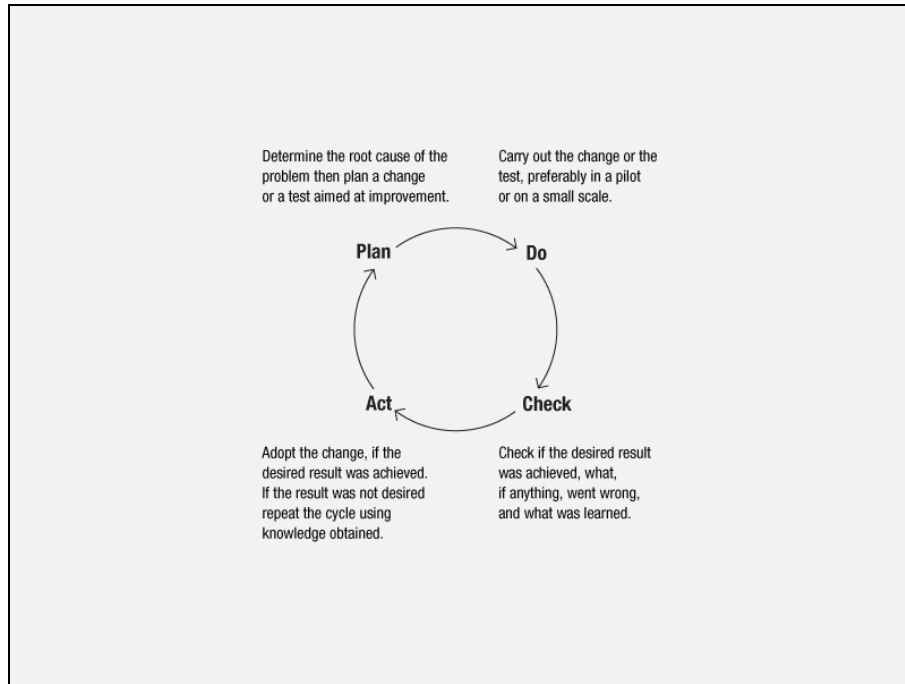 Determine the root cause of the
problem then plan a change
or a test aimed at improvement.
Carry out the change or the
test, preferably in a pilot
or on a small scale.
Plan
Do
Act
Check
Adopt the change, if the
desired result was achieved.
If the result was not desired
repeat the cycle using
knowledge obtained.
Check if the desired result
was achieved, what,
if anything, went wrong,
and what was learned.